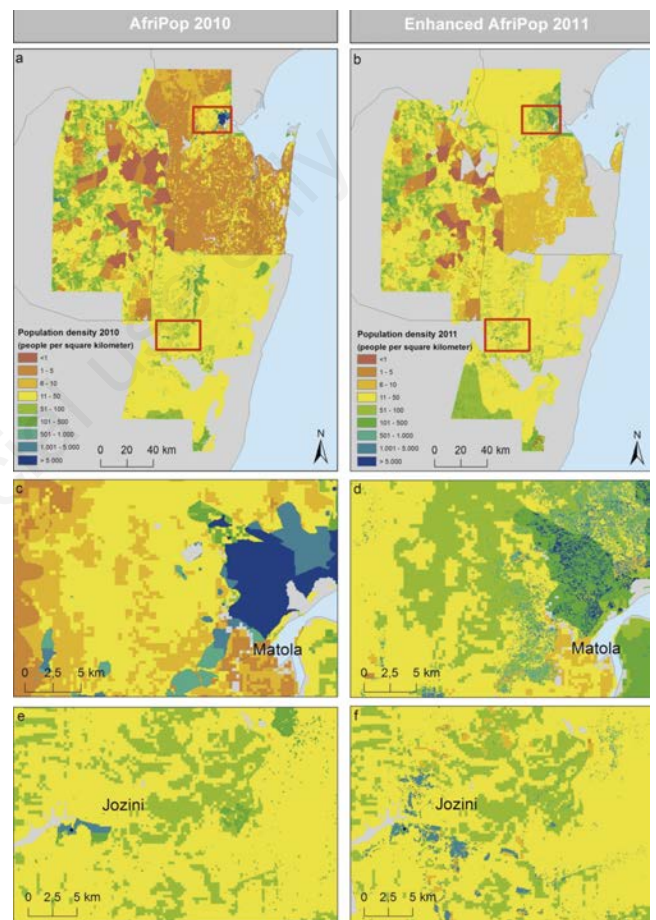 AfriPop 2010
Enhanced AfriPop 2011
a
Population density 2010
(people per square kilometer)
<1
1 - 5
6 - 10
11 - 50
51 - 100
101 - 500
501 - 1.000
1.001 - 5.000
> 5.000
0 20 40 km
N
b
Population density 2011
(people per square kilometer)
<1
1 - 5
6 - 10
11 - 50
51 - 100
101 - 500
501 - 1.000
1.001 - 5.000
> 5.000
0 20 40 km
N
c
Matola
0 2,5 5 km
d
Matola
0 2,5 5 km
e
Jozini
0 2,5 5 km
f
Jozini
0 2,5 5 km